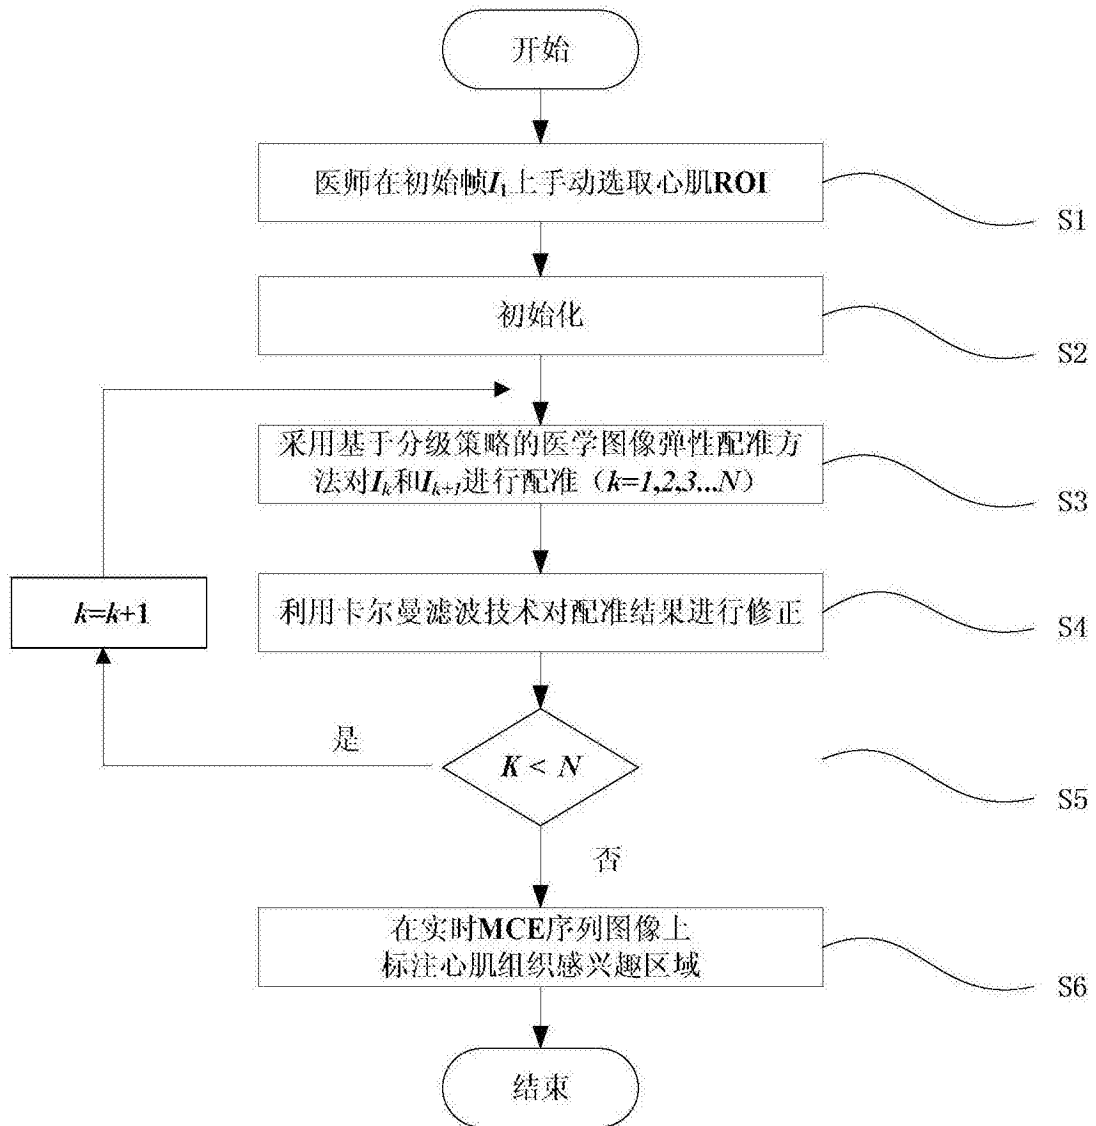 开始
医师在初始帧I1上手动选取心肌ROI
S1
初始化
S2
采用基于分级策略的医学图像弹性配准方
法对Ik和Ik+1进行配准（k=1,2,3...N）
S3
k=k+1
利用卡尔曼滤波技术对配准结果进行修正
S4
是
K < N
S5
否
在实时MCE序列图像上
标注心肌组织感兴趣区域
S6
结束